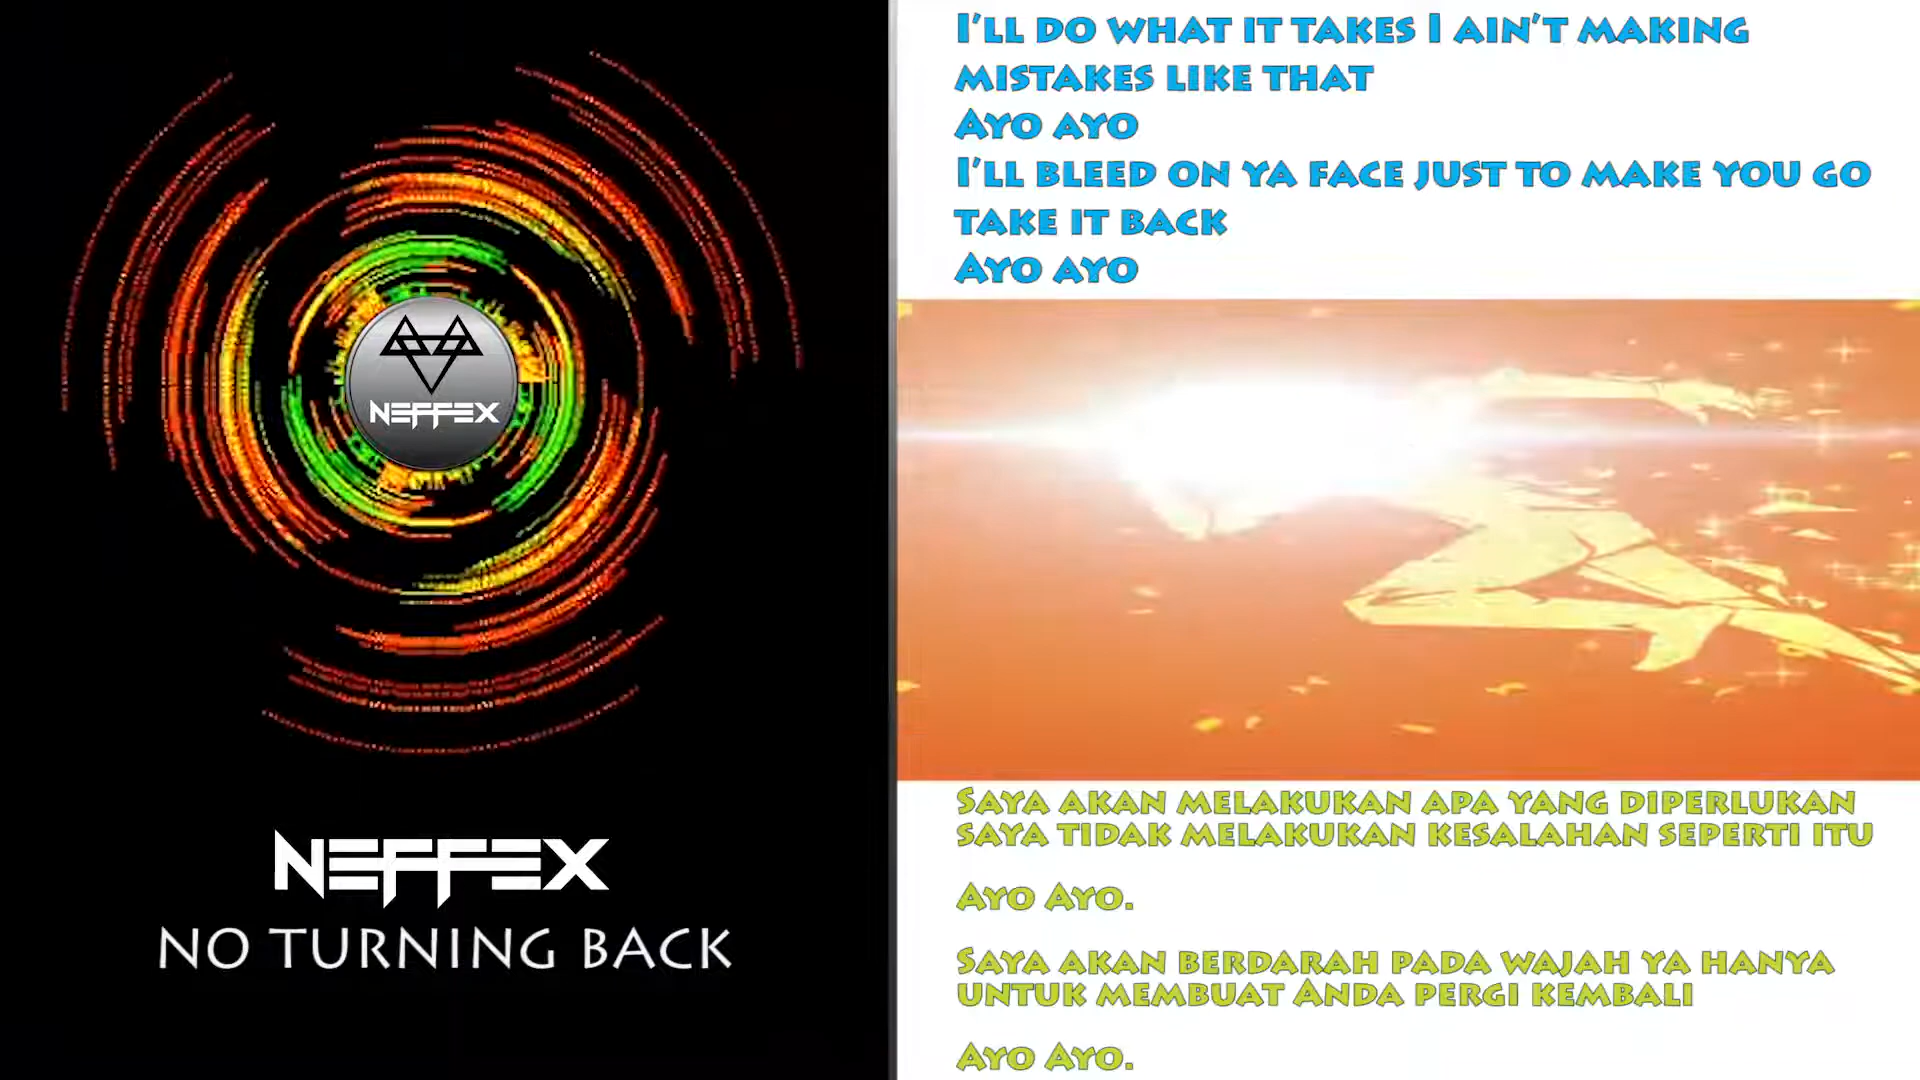 NEFFEX
NEFFEX
NO TURNING BACK
I'LL DO WHAT IT TAKES I AIN'T MAKING
MISTAKES LIKE THAT
AYO AYO
I'LL BLEED ON YA FACE JUST TO MAKE YOU GO
TAKE IT BACK
AYO AYO
SAYA AKAN MELAKUKAN APA YANG DIPERLUKAN
SAYA TIDAK MELAKUKAN KESALAHAN SEPERTI ITU
AYO AYO.
SAYA AKAN BERDARAH PADA WAJAH YA HANYA
UNTUK MEMBUAT ANDA PERGI KEMBALI
AYO AYO.